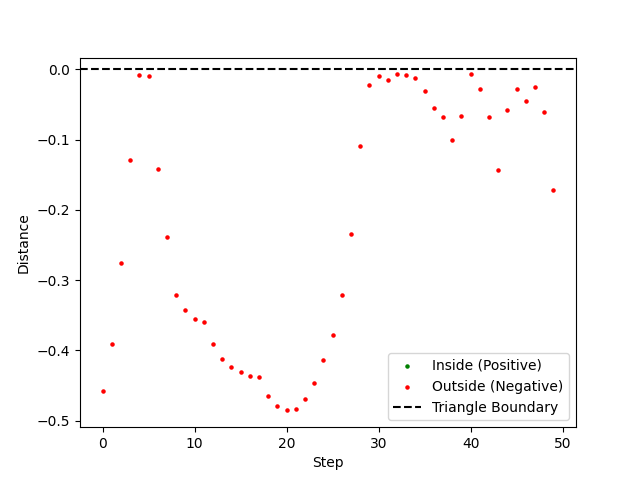 0.0
−0.1
−0.2
−0.3
−0.4
−0.5
Distance
0 10 20 30 40 50
Step
Inside (Positive)
Outside (Negative)
Triangle Boundary